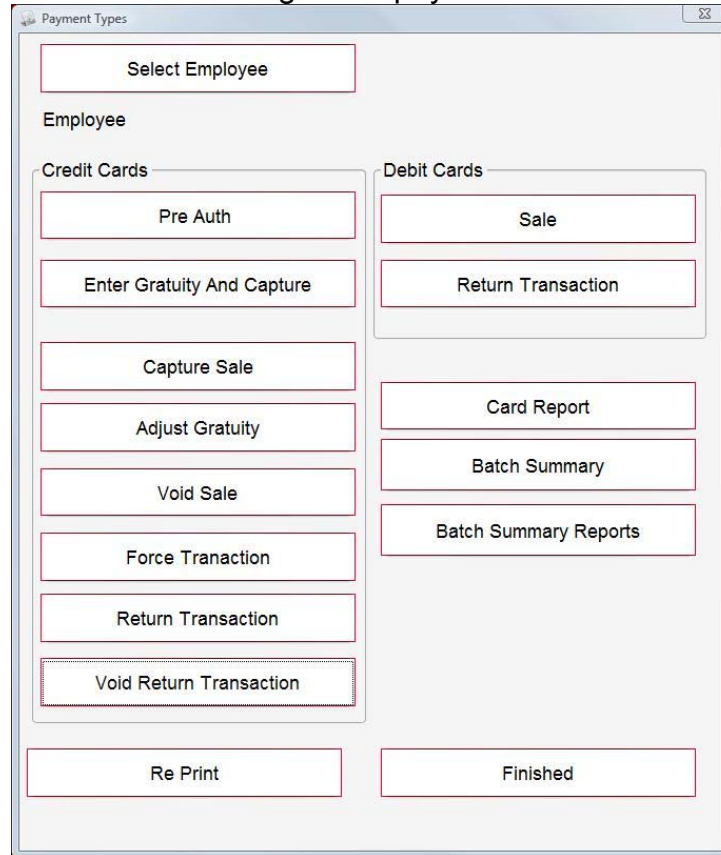 Payment Types
Select Employee
Employee
Credit Cards
Pre Auth
Enter Gratuity And Capture
Capture Sale
Adjust Gratuity
Void Sale
Force Tranaction
Return Transaction
Void Return Transaction
Debit Cards
Sale
Return Transaction
Card Report
Batch Summary
Batch Summary Reports
Re Print
Finished